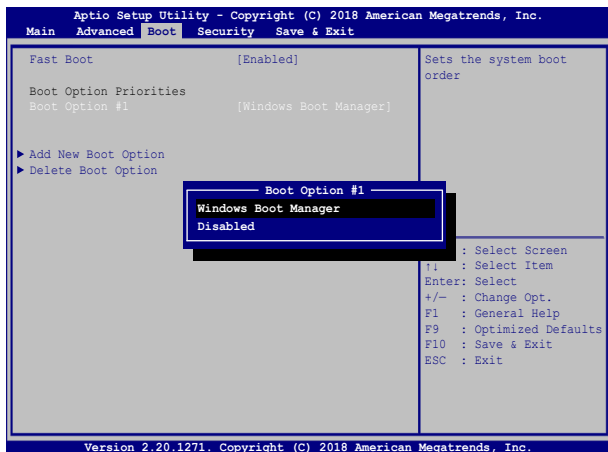 Aptio Setup Utility - Copyright (C) 2018 American Megatrends, Inc.
Main Advanced Boot Security Save & Exit
Fast Boot [Enabled]
Boot Option Priorities
Boot Option #1 [Windows Boot Manager]
► Add New Boot Option
► Delete Boot Option
Boot Option #1
Windows Boot Manager
Disabled
Sets the system boot
order
: Select Screen
↑↓ : Select Item
Enter: Select
+/— : Change Opt.
F1 : General Help
F9 : Optimized Defaults
F10 : Save & Exit
ESC : Exit
Version 2.20.1271. Copyright (C) 2018 American Megatrends, Inc.